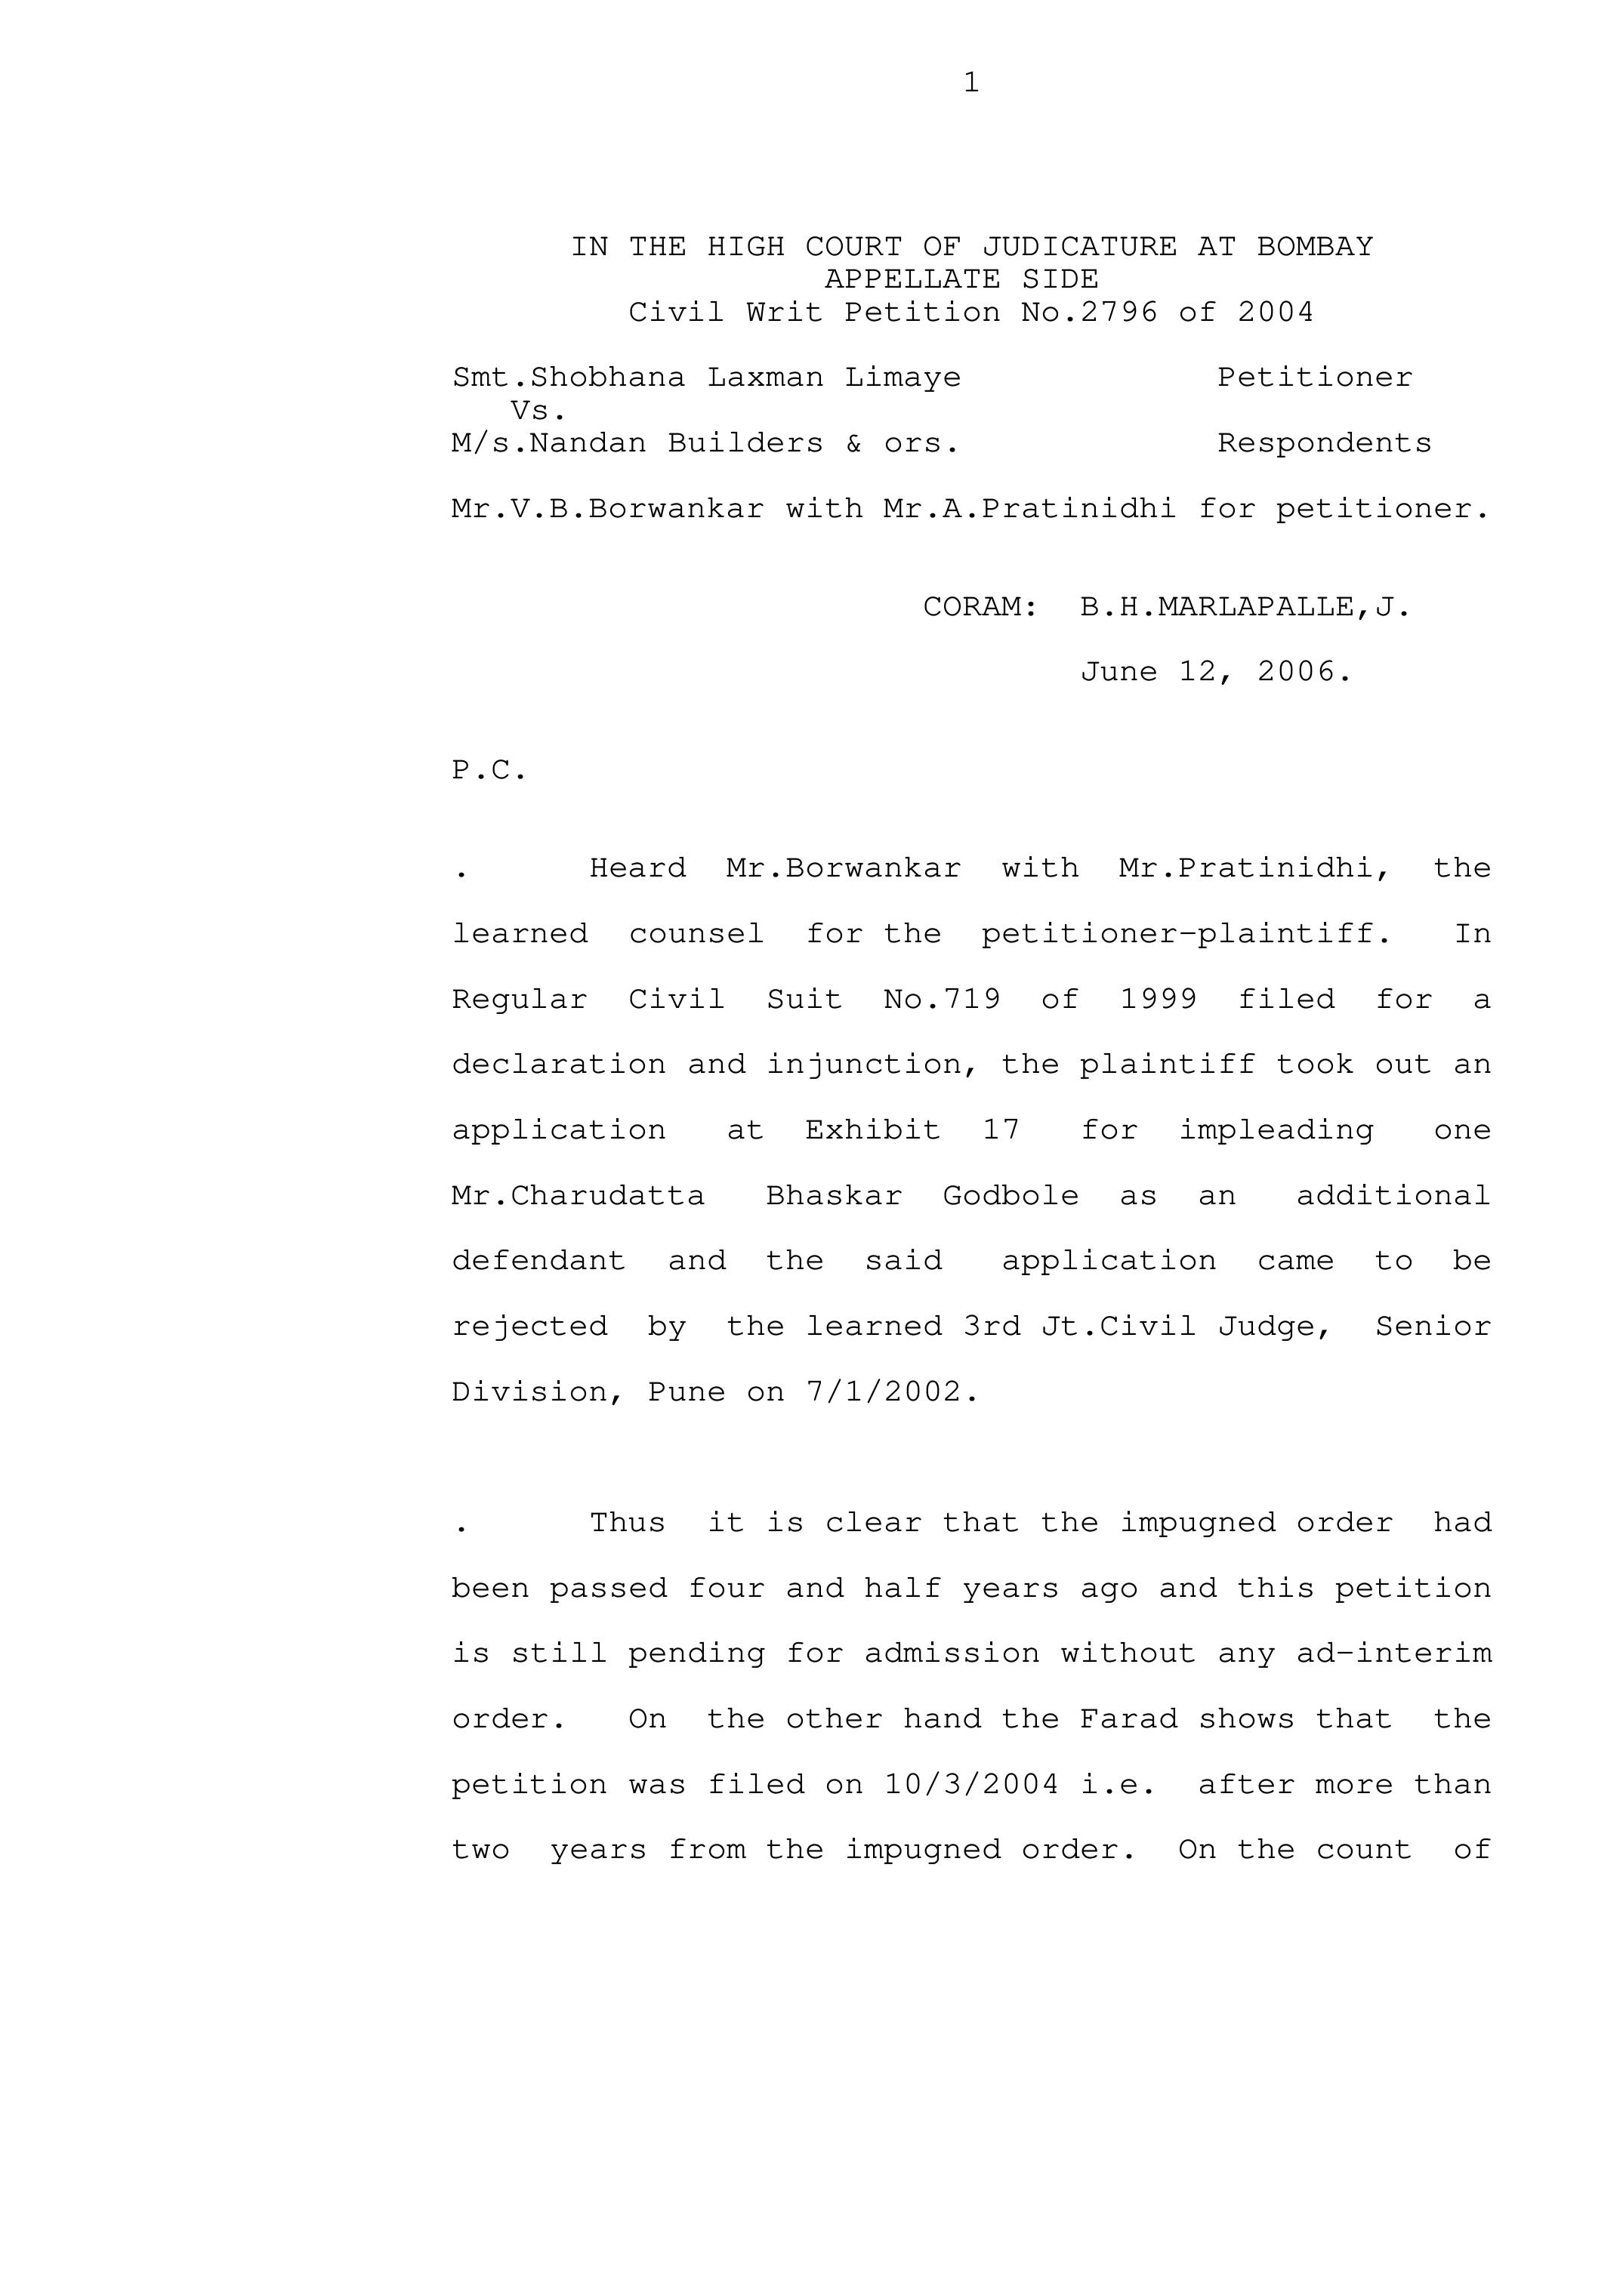 1
IN THE HIGH COURT OF JUDICATURE AT BOMBAY
APPELLATE SIDE
Civil Writ Petition No.2796 of 2004
Smt.Shobhana Laxman Limaye Petitioner
Vs.
M/s.Nandan Builders & ors. Respondents
Mr.V.B.Borwankar with Mr.A.Pratinidhi for petitioner.
CORAM: B.H.MARLAPALLE,J.
June 12, 2006.
P.C.
. Heard Mr.Borwankar with Mr.Pratinidhi, the
learned counsel for the petitioner-plaintiff. In
Regular Civil Suit No.719 of 1999 filed for a
declaration and injunction, the plaintiff took out an
application at Exhibit 17 for impleading one
Mr.Charudatta Bhaskar Godbole as an additional
defendant and the said application came to be
rejected by the learned 3rd Jt.Civil Judge, Senior
Division, Pune on 7/1/2002.
. Thus it is clear that the impugned order had
been passed four and half years ago and this petition
is still pending for admission without any ad-interim
order. On the other hand the Farad shows that the
petition was filed on 10/3/2004 i.e. after more than
two years from the impugned order. On the count of